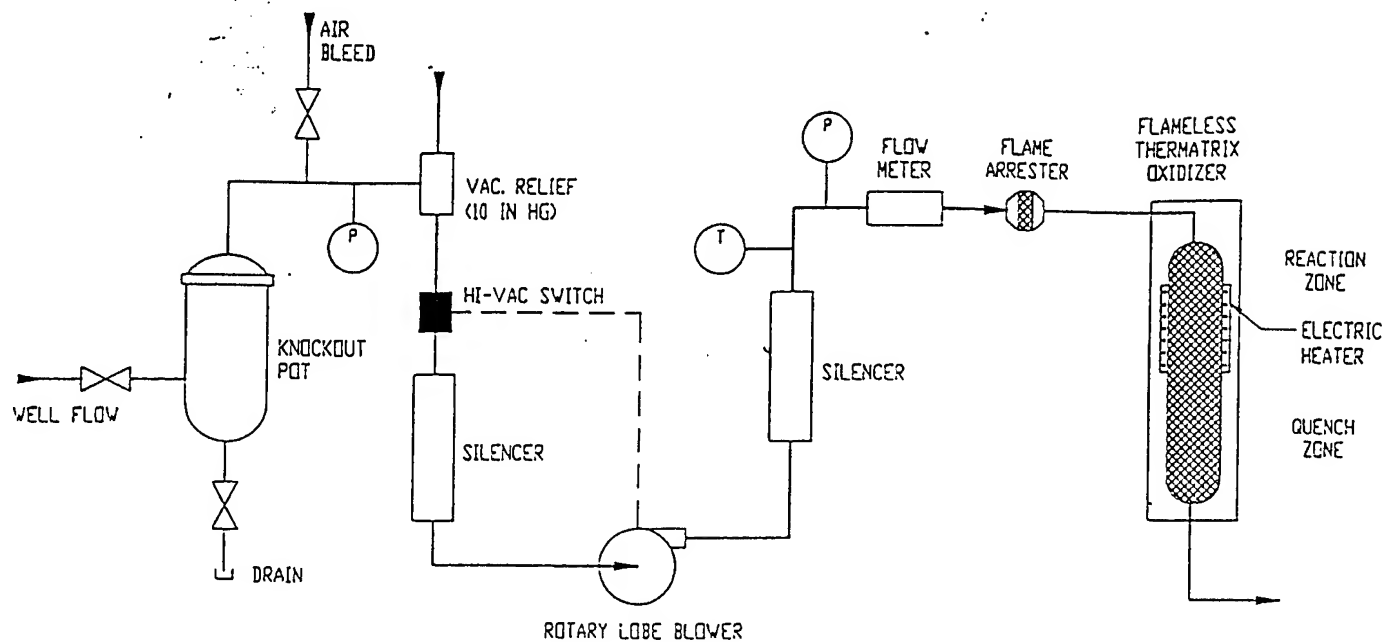 AIR
BLEED
VAC. RELIEF
(10 IN HG)
P
HI-VAC SWITCH
KNOCKOUT
POT
WELL FLOW
SILENCER
DRAIN
ROTARY LOBE BLOWER
P
T
SILENCER
FLOW
METER
FLAME
ARRESTER
FLAMELESS
THERMATRIX
OXIDIZER
REACTION
ZONE
ELECTRIC
HEATER
QUENCH
ZONE